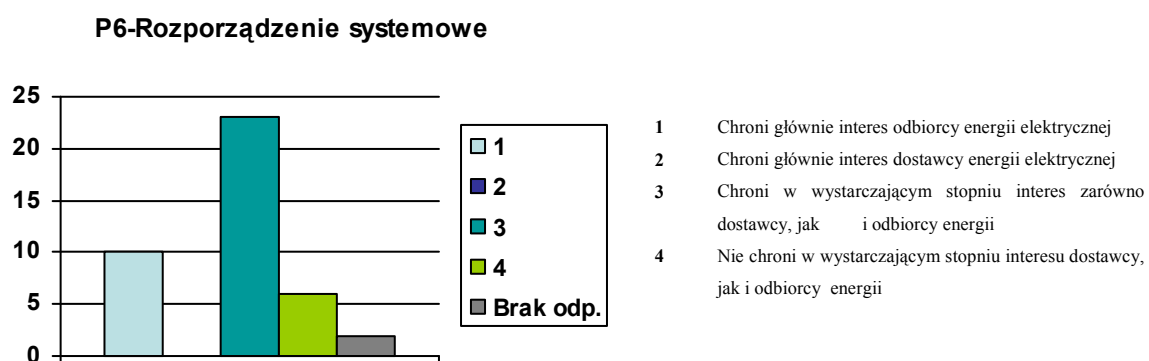 P6-Rozporządzenie systemowe
25
20
15
10
5
0
1
2
3
4
Brak odp.
1 Chroni głównie interes odbiorcy energii elektrycznej
2 Chroni głównie interes dostawcy energii elektrycznej
3 Chroni w wystarczającym stopniu interes zarówno
dostawcy, jak i odbiorcy energii
4 Nie chroni w wystarczającym stopniu interesu dostawcy,
jak i odbiorcy energii